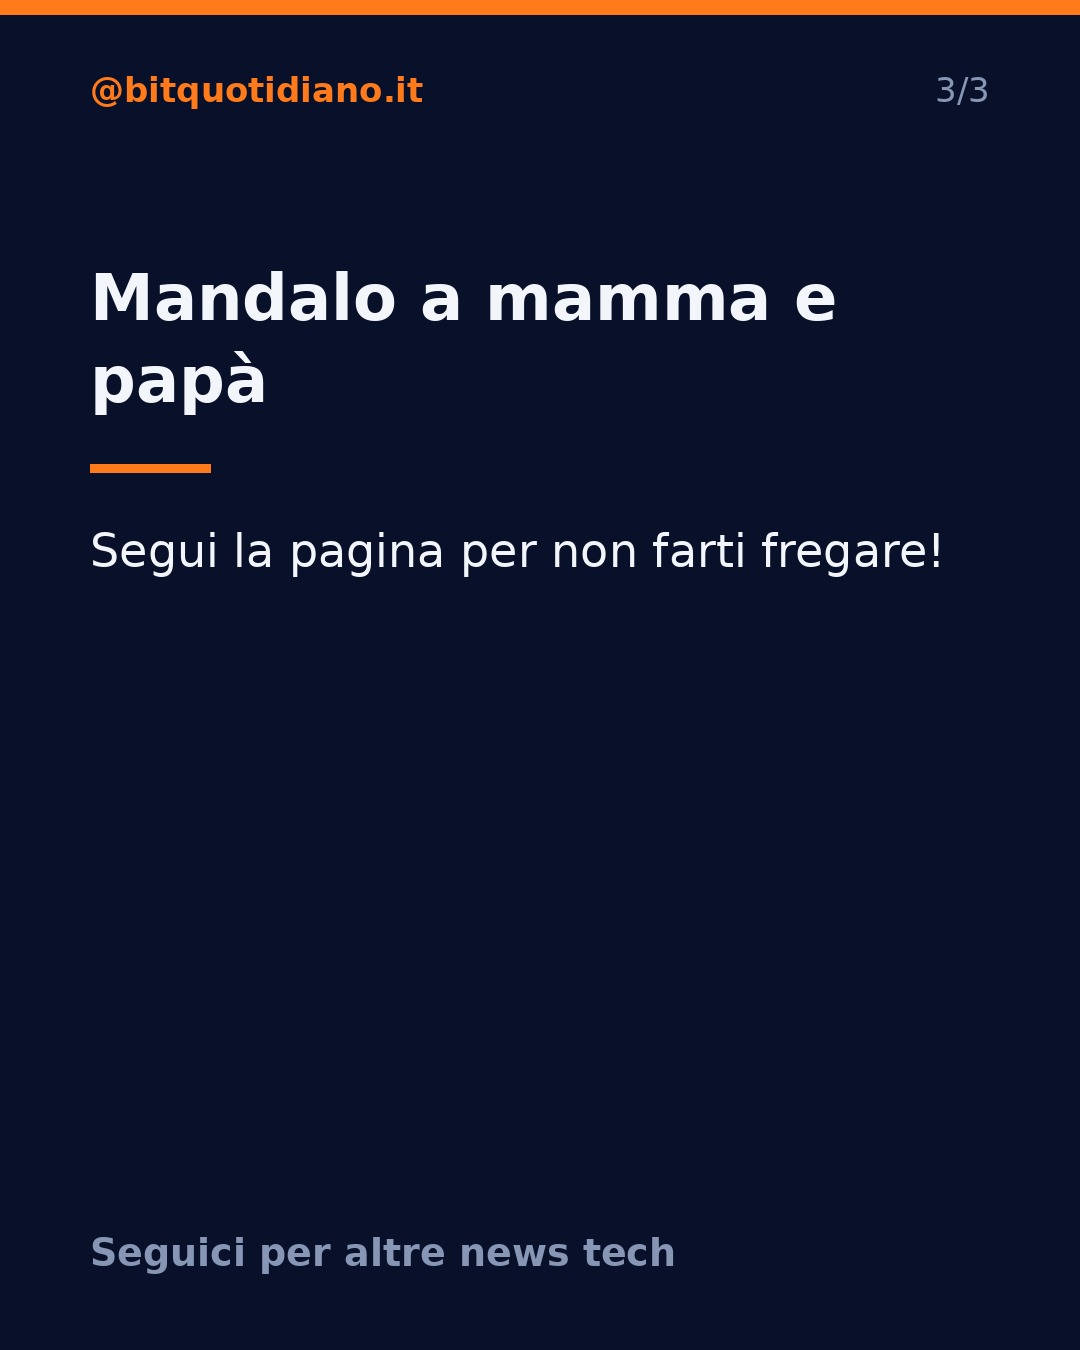 @bitquotidiano.it
3/3
Mandalo a mamma e
papà
Segui la pagina per non farti fregare!
Seguici per altre news tech